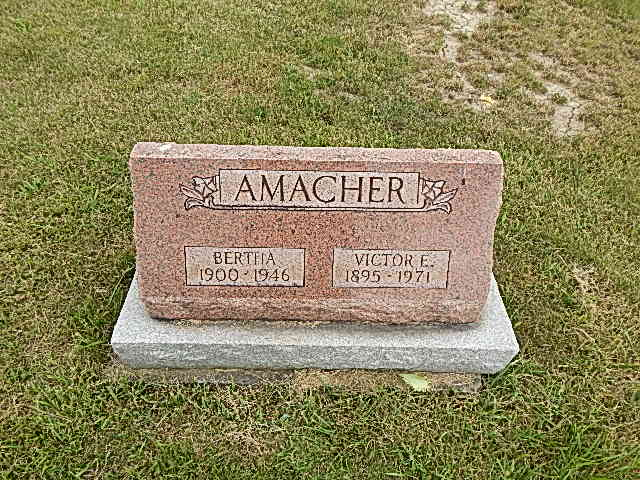 AMACHER
BERTHA
1900 - 1946
VICTOR E.
1895 - 1971